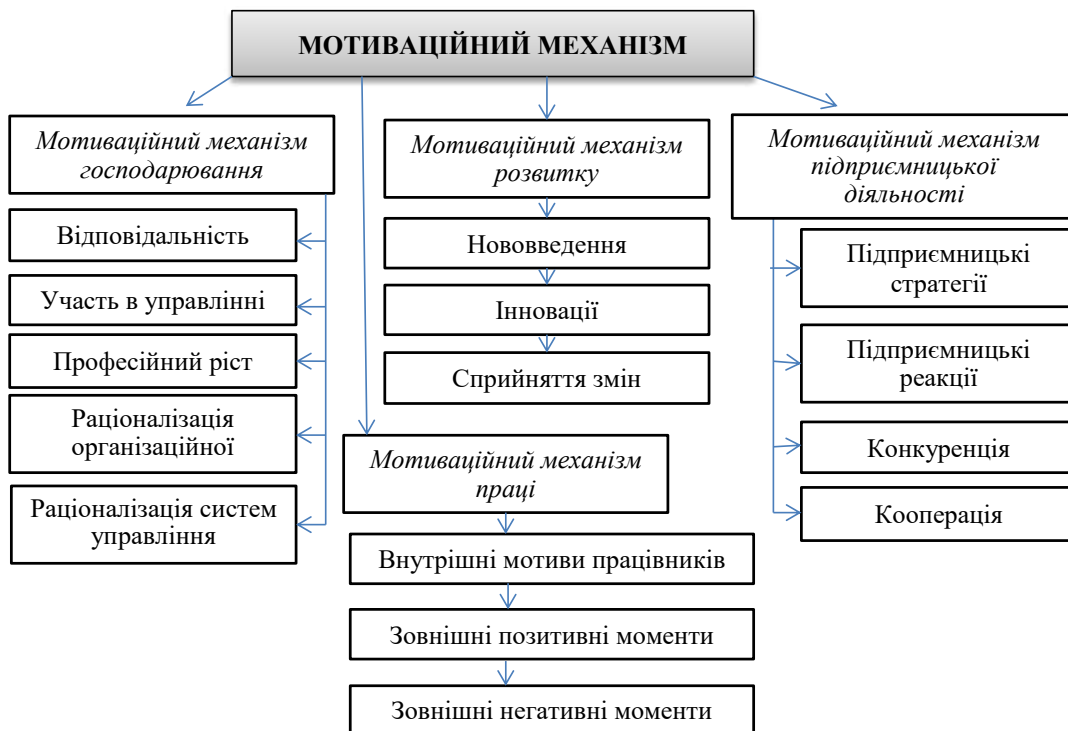 МОТИВАЦІЙНИЙ МЕХАНІЗМ
Мотиваційний механізм
господарювання
Відповідальність
Участь в управлінні
Професійний ріст
Раціоналізація
організаційної
Раціоналізація систем
управління
Мотиваційний механізм
розвитку
Нововведення
Інновації
Сприйняття змін
Мотиваційний механізм
праці
Внутрішні мотиви працівників
Зовнішні позитивні моменти
Зовнішні негативні моменти
Мотиваційний механізм
підприємницької
діяльності
Підприємницькі
стратегії
Підприємницькі
реакції
Конкуренція
Кооперація